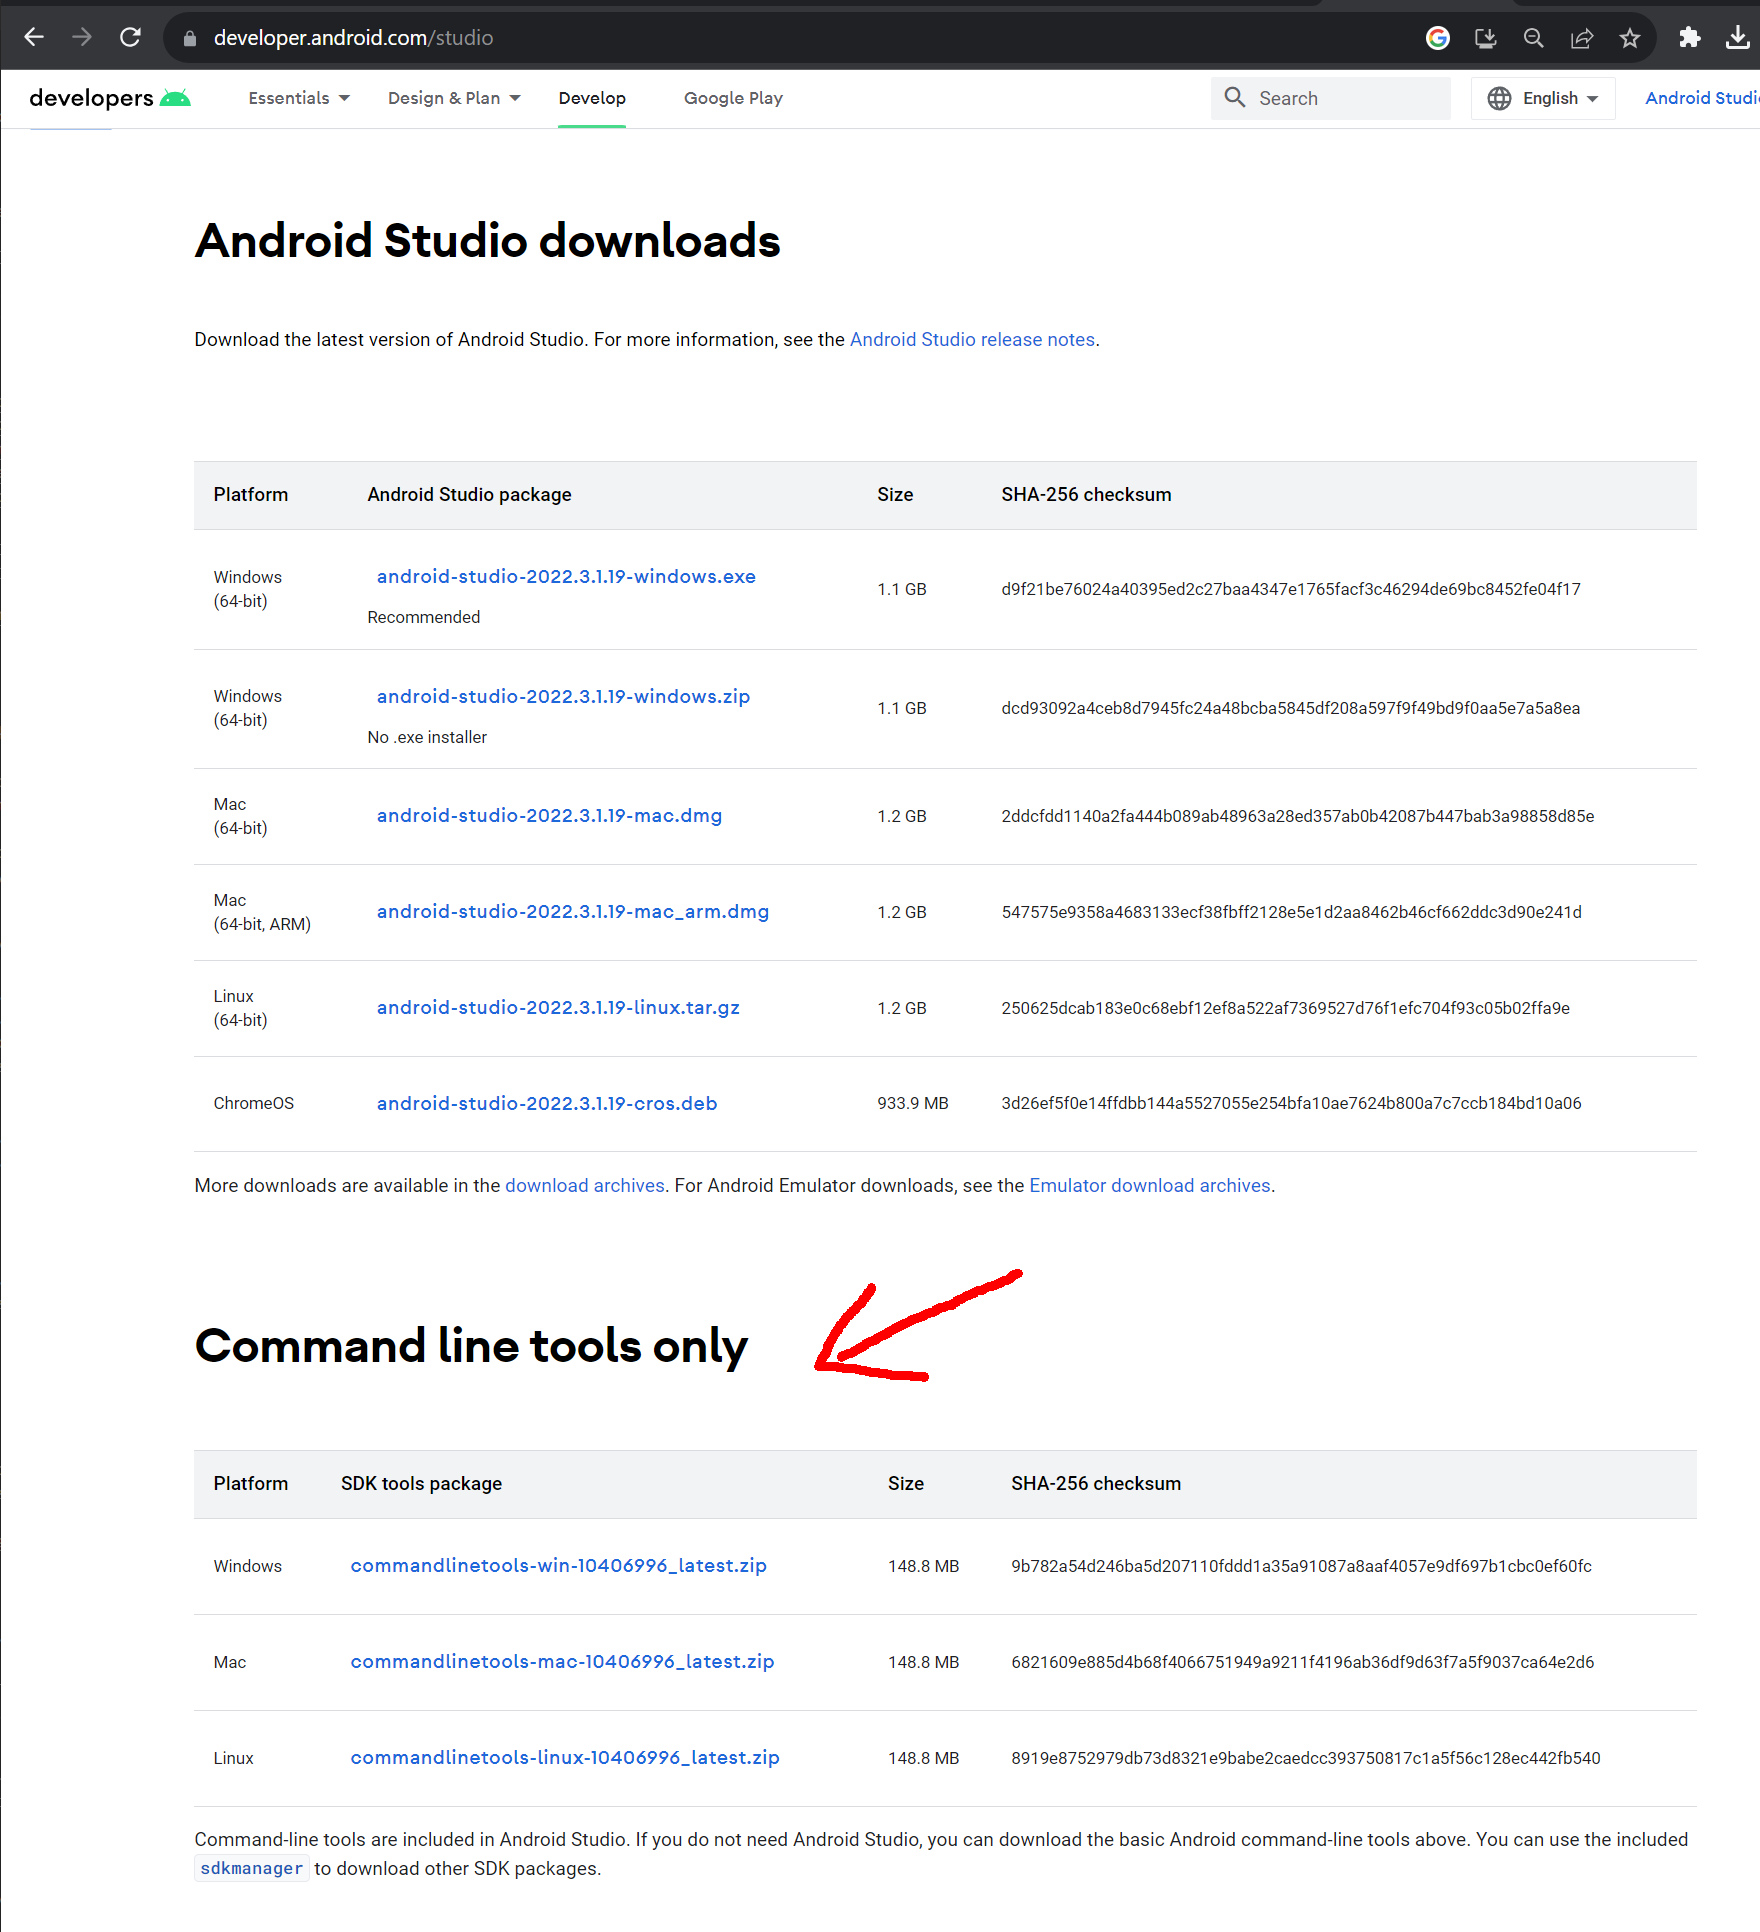 developer.android.com/studio
developers Essentials Design & Plan Develop Google Play Search English
Android Studio downloads
Download the latest version of Android Studio. For more information, see the Android Studio release notes.
Platform Android Studio package Size SHA-256 checksum
Windows
(64-bit)
android-studio-2022.3.1.19-windows.exe
Recommended
1.1 GB
d9f21be76024a40395ed2c27baa4347e1765facf3c46294de69bc8452fe04f17
Windows
(64-bit)
android-studio-2022.3.1.19-windows.zip
No .exe installer
1.1 GB
dcd93092a4ceb8d7945fc24a48bcba5845df208a597f9f49bd9f0aa5e7a5a8ea
Mac
(64-bit)
android-studio-2022.3.1.19-mac.dmg
1.2 GB
2ddcfdd1140a2fa444b089ab48963a28ed357ab0b42087b447bab3a98858d85e
Mac
(64-bit, ARM)
android-studio-2022.3.1.19-mac_arm.dmg
1.2 GB
547575e9358a4683133ecf38fbff2128e5e1d2aa8462b46cf662ddc3d90e241d
Linux
(64-bit)
android-studio-2022.3.1.19-linux.tar.gz
1.2 GB
250625dcab183e0c68ebf12ef8a522af7369527d76f1efc704f93c05b02ffa9e
ChromeOS
android-studio-2022.3.1.19-cros.deb
933.9 MB
3d26ef5f0e14ffdbb144a5527055e254bfa10ae7624b800a7c7ccb184bd10a06
More downloads are available in the download archives. For Android Emulator downloads, see the Emulator download archives.
Command line tools only
Platform SDK tools package Size SHA-256 checksum
Windows commandlinetools-win-10406996_latest.zip 148.8 MB 9b782a54d246ba5d207110fddd1a35a91087a8aaf4057e9df697b1cbc0ef60fc
Mac commandlinetools-mac-10406996_latest.zip 148.8 MB 6821609e885d4b68f4066751949a9211f4196ab36df9d63f7a5f9037ca64e2d6
Linux commandlinetools-linux-10406996_latest.zip 148.8 MB 8919e8752979db73d8321e9babe2caedcc393750817c1a5f56c128ec442fb540
Command-line tools are included in Android Studio. If you do not need Android Studio, you can download the basic Android command-line tools above. You can use the included
sdkmanager to download other SDK packages.